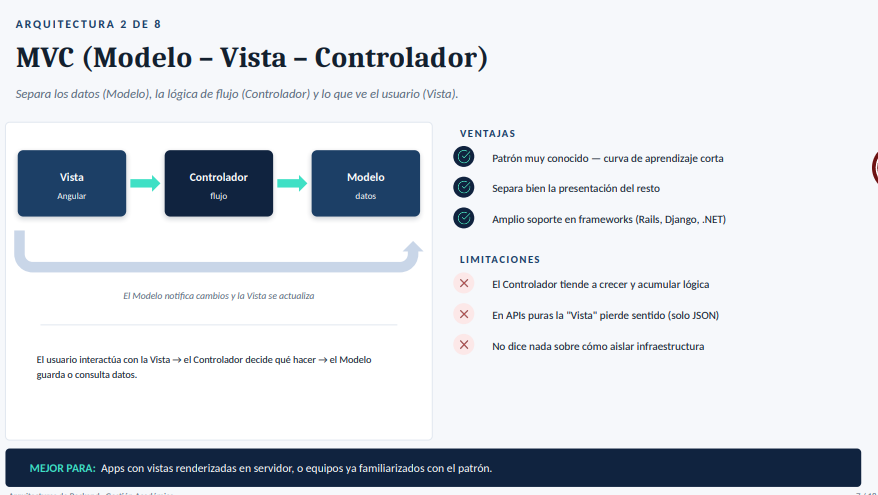 ARQUITECTURA 2 DE 8
MVC (Modelo – Vista – Controlador)
Separa los datos (Modelo), la lógica de flujo (Controlador) y lo que ve el usuario (Vista).
Vista
Angular
Controlador
flujo
Modelo
datos
El Modelo notifica cambios y la Vista se actualiza
El usuario interactúa con la Vista → el Controlador decide qué hacer → el Modelo
guarda o consulta datos.
VENTAJAS
Patrón muy conocido — curva de aprendizaje corta
Separa bien la presentación del resto
Amplio soporte en frameworks (Rails, Django, .NET)
LIMITACIONES
El Controlador tiende a crecer y acumular lógica
En APIs puras la "Vista" pierde sentido (solo JSON)
No dice nada sobre cómo aislar infraestructura
MEJOR PARA: Apps con vistas renderizadas en servidor, o equipos ya familiarizados con el patrón.